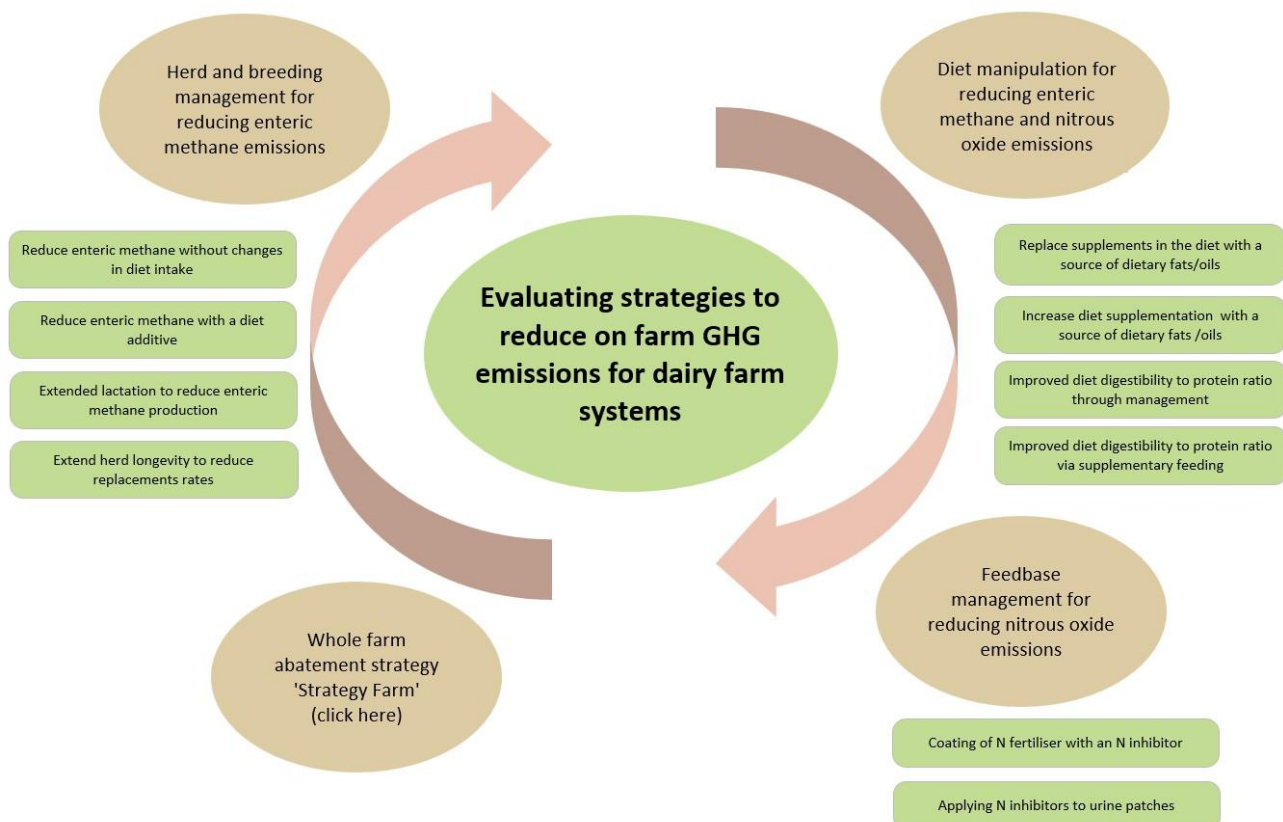 Herd and breeding
management for
reducing enteric
methane emissions
Diet manipulation for
reducing enteric
methane and nitrous
oxide emissions
Reduce enteric methane without changes
in diet intake
Reduce enteric methane with a diet
additive
Extended lactation to reduce enteric
methane production
Extend herd longevity to reduce
replacements rates
Evaluating strategies to
reduce on farm GHG
emissions for dairy farm
systems
Replace supplements in the diet with a
source of dietary fats/oils
Increase diet supplementation with a
source of dietary fats /oils
Improved diet digestibility to protein ratio
through management
Improved diet digestibility to protein ratio
via supplementary feeding
Whole farm
abatement strategy
'Strategy Farm'
(click here)
Feedbase
management for
reducing nitrous oxide
emissions
Coating of N fertiliser with an N inhibitor
Applying N inhibitors to urine patches